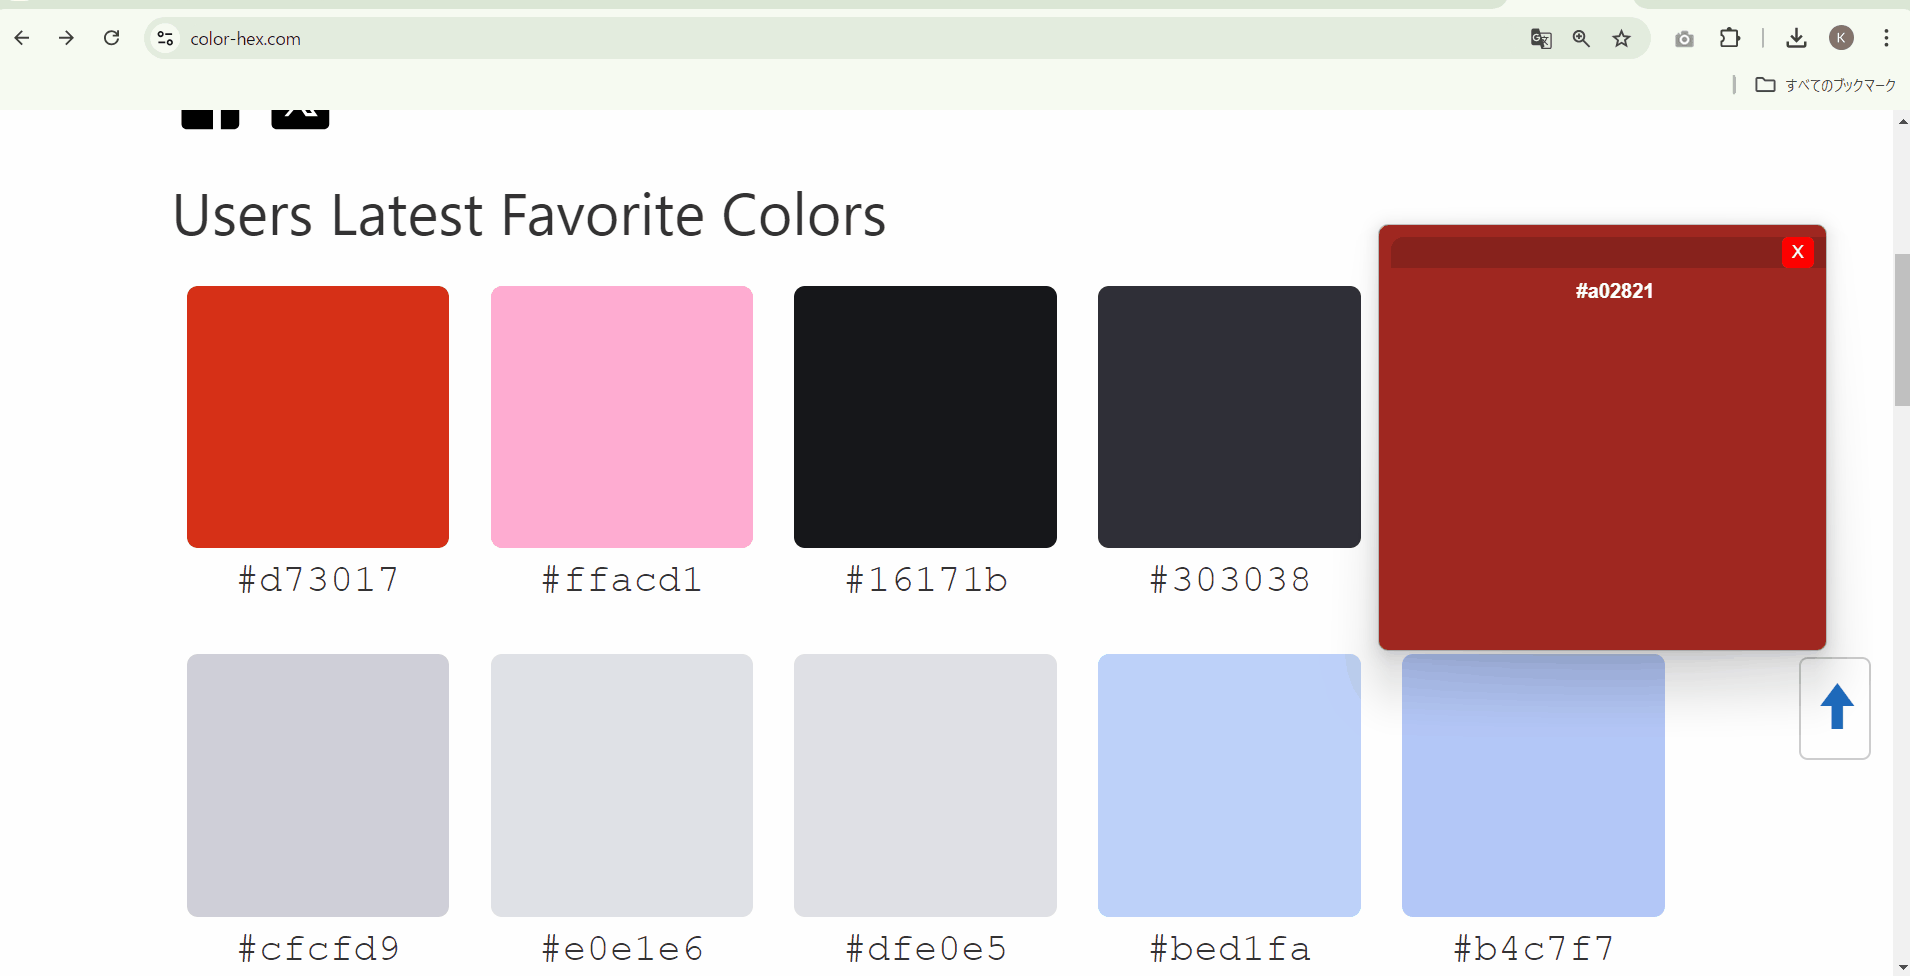 color-hex.com
K
すべてのブックマーク
Users Latest Favorite Colors
X
#a02821
#d73017
#ffacd1
#16171b
#303038
#cfcfd9
#e0e1e6
#dfe0e5
#bed1fa
#b4c7f7